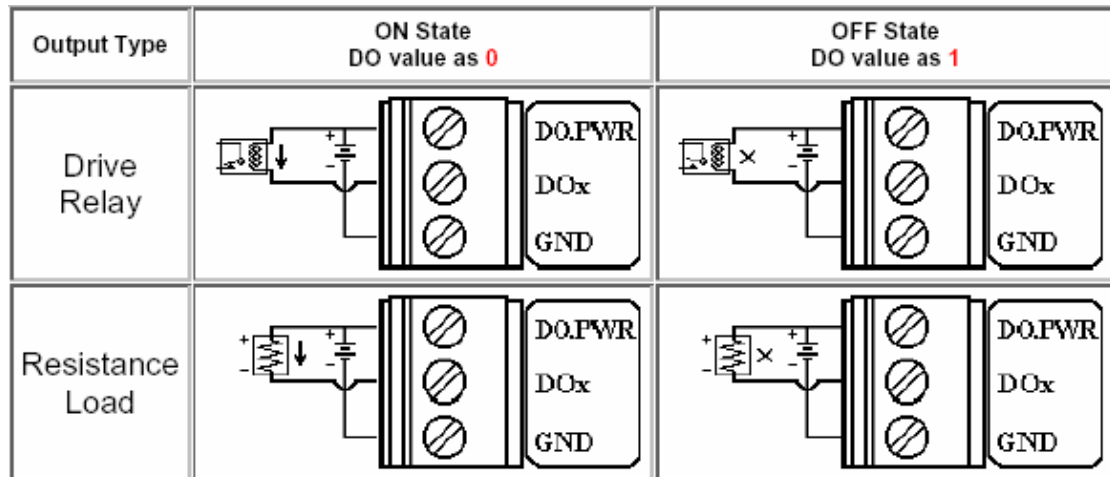 Output Type
ON State
DO value as 0
OFF State
DO value as 1
Drive
Relay
+
-
DO.PWR
DOx
GND
+
-
DO.PWR
DOx
GND
Resistance
Load
+
-
+
-
DO.PWR
DOx
GND
+
-
+
-
DO.PWR
DOx
GND